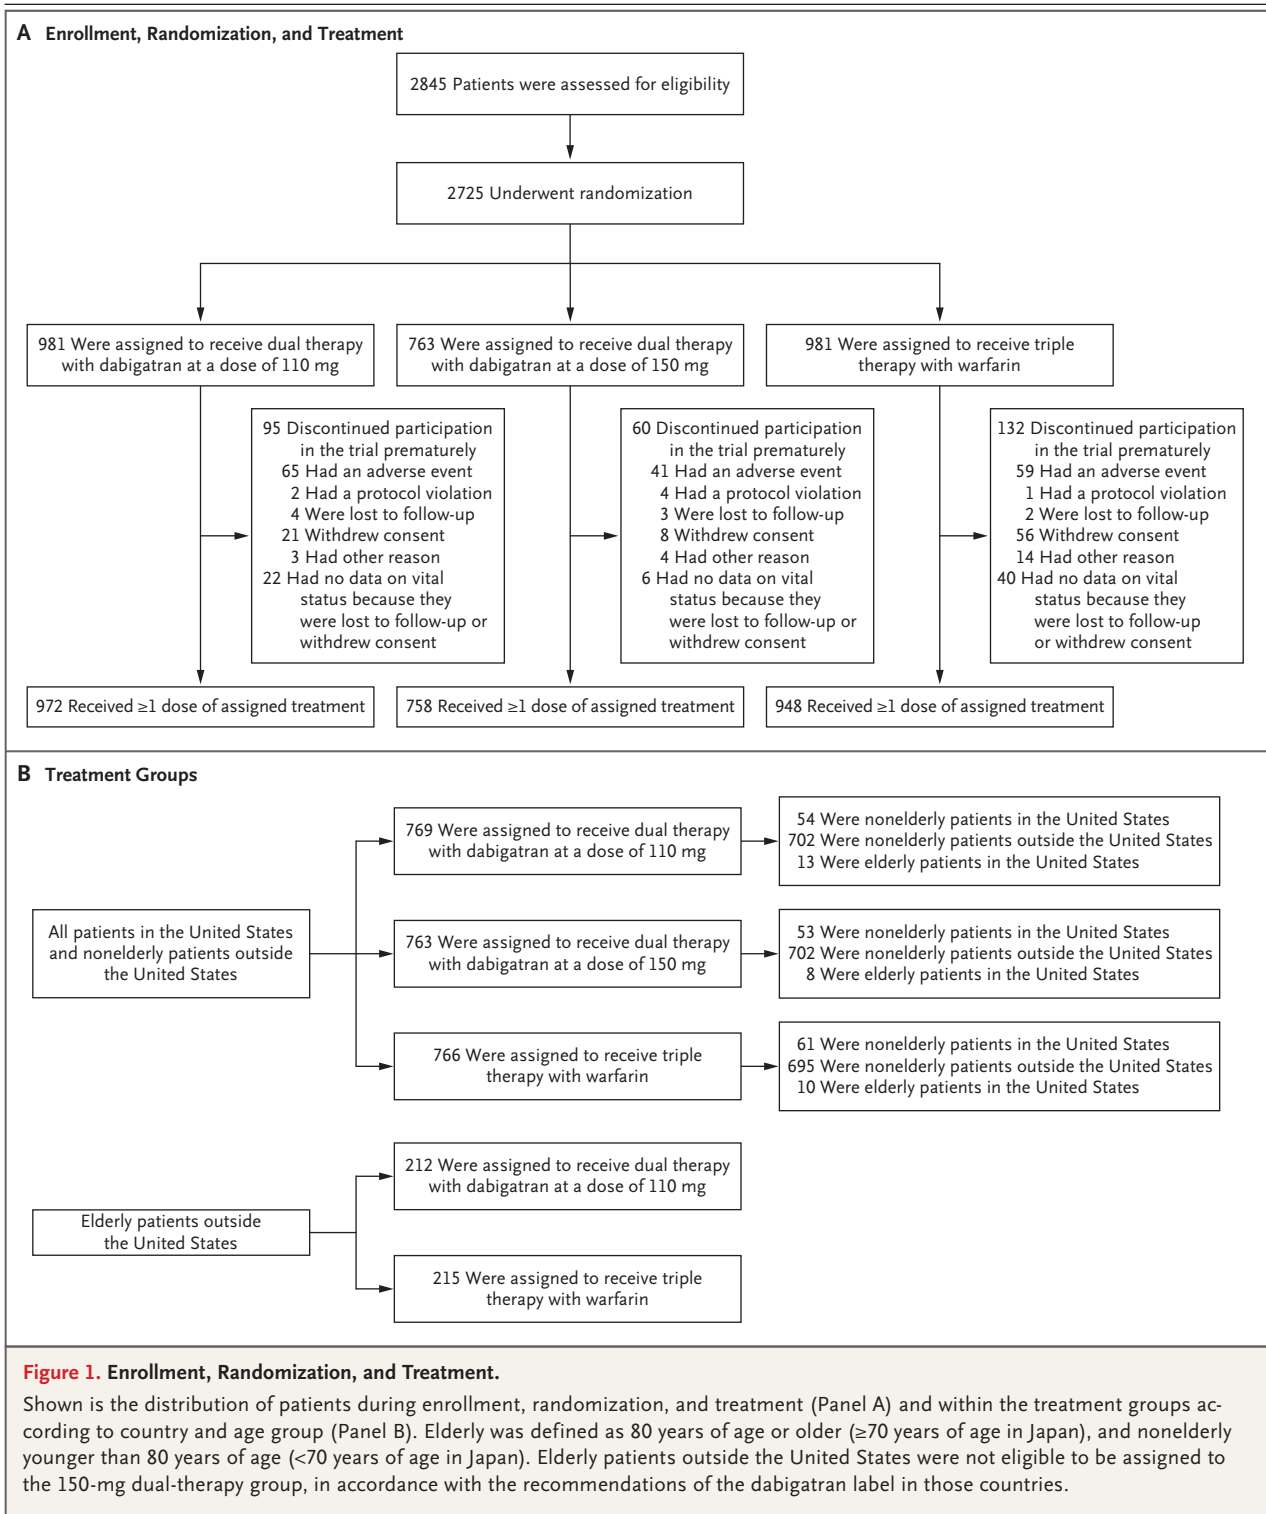 A Enrollment, Randomization, and Treatment
2845 Patients were assessed for eligibility
2725 Underwent randomization
981 Were assigned to receive dual therapy
with dabigatran at a dose of 110 mg
763 Were assigned to receive dual therapy
with dabigatran at a dose of 150 mg
981 Were assigned to receive triple
therapy with warfarin
95 Discontinued participation
in the trial prematurely
65 Had an adverse event
2 Had a protocol violation
4 Were lost to follow-up
21 Withdrew consent
3 Had other reason
22 Had no data on vital
status because they
were lost to follow-up or
withdrew consent
60 Discontinued participation
in the trial prematurely
41 Had an adverse event
4 Had a protocol violation
3 Were lost to follow-up
8 Withdrew consent
4 Had other reason
6 Had no data on vital
status because they
were lost to follow-up or
withdrew consent
132 Discontinued participation
in the trial prematurely
59 Had an adverse event
1 Had a protocol violation
2 Were lost to follow-up
56 Withdrew consent
14 Had other reason
40 Had no data on vital
status because they
were lost to follow-up
or withdrew consent
972 Received ≥1 dose of assigned treatment
758 Received ≥1 dose of assigned treatment
948 Received ≥1 dose of assigned treatment
B Treatment Groups
All patients in the United States
and nonelderly patients outside
the United States
769 Were assigned to receive dual therapy
with dabigatran at a dose of 110 mg
54 Were nonelderly patients in the United States
702 Were nonelderly patients outside the United States
13 Were elderly patients in the United States
763 Were assigned to receive dual therapy
with dabigatran at a dose of 150 mg
53 Were nonelderly patients in the United States
702 Were nonelderly patients outside the United States
8 Were elderly patients in the United States
766 Were assigned to receive triple
therapy with warfarin
61 Were nonelderly patients in the United States
695 Were nonelderly patients outside the United States
10 Were elderly patients in the United States
Elderly patients outside
the United States
212 Were assigned to receive dual therapy
with dabigatran at a dose of 110 mg
215 Were assigned to receive triple
therapy with warfarin
Figure 1. Enrollment, Randomization, and Treatment.
Shown is the distribution of patients during enrollment, randomization, and treatment (Panel A) and within the treatment groups ac-
cording to country and age group (Panel B). Elderly was defined as 80 years of age or older (≥70 years of age in Japan), and nonelderly
younger than 80 years of age (<70 years of age in Japan). Elderly patients outside the United States were not eligible to be assigned to
the 150-mg dual-therapy group, in accordance with the recommendations of the dabigatran label in those countries.